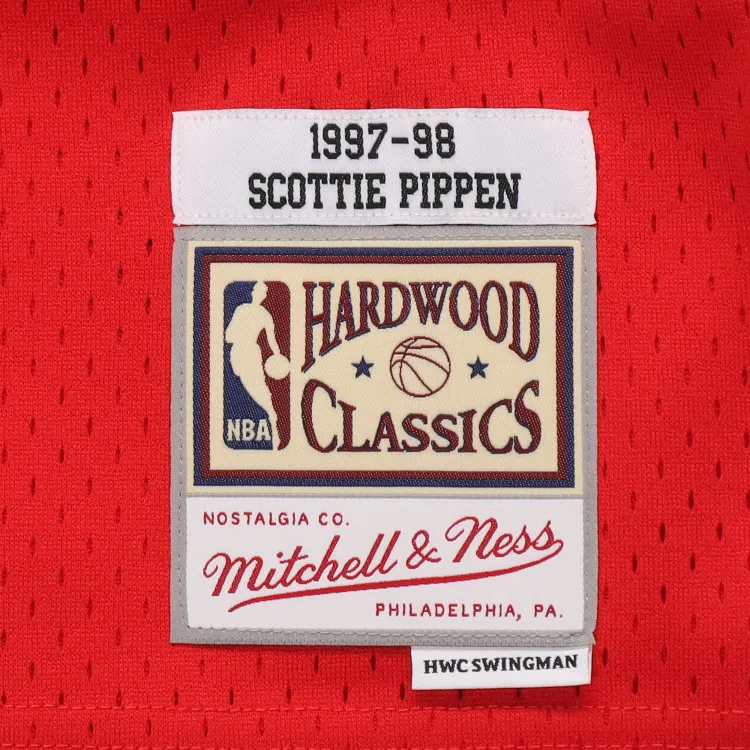 1997-98
SCOTTIE PIPPEN
HARDWOOD
CLASSICS
NBA
NOSTALGIA CO.
Mitchell & Ness
PHILADELPHIA, PA.
HWC SWINGMAN